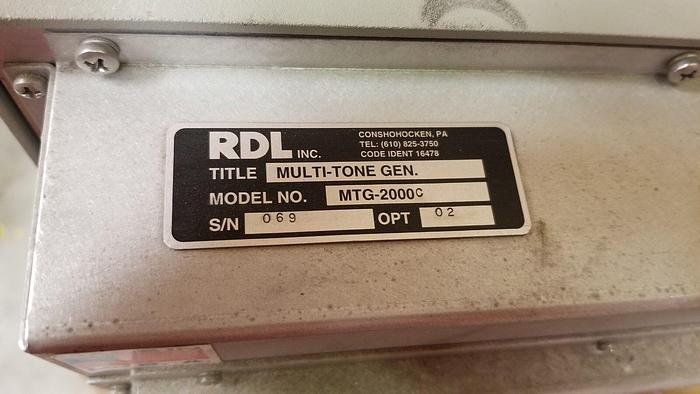 RDL INC.
CONSHOHOCKEN, PA
TEL: (610) 825-3750
CODE IDENT 16478
TITLE MULTI-TONE GEN.
MODEL NO. MTG-2000C
S/N 069 OPT 02